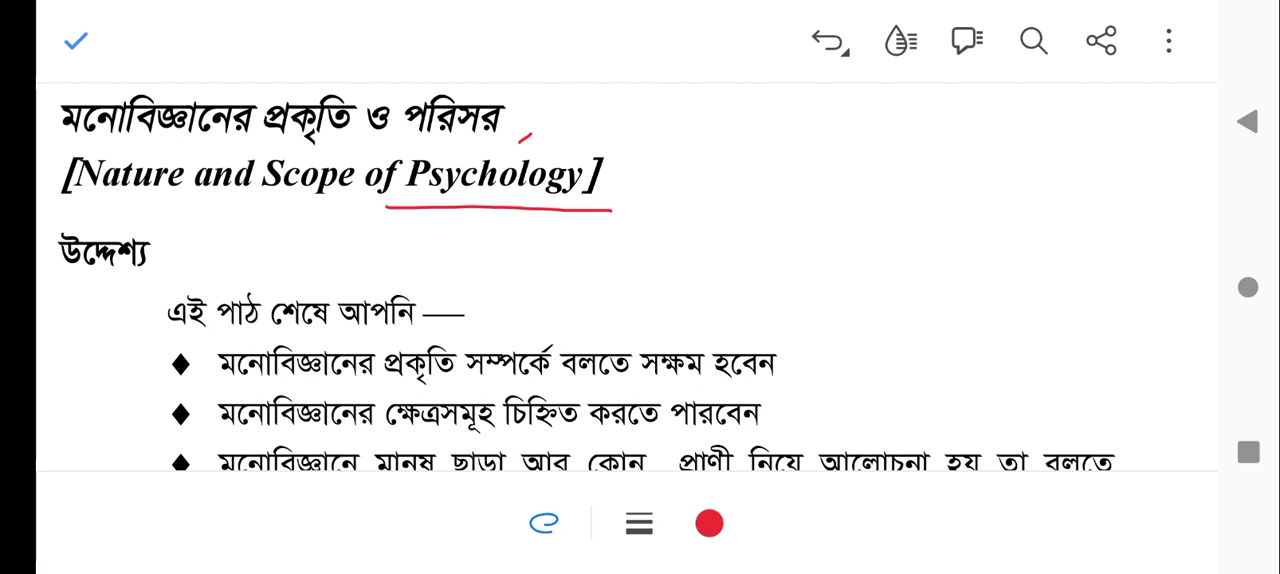 মনোবিজ্ঞানের প্রকৃতি ও পরিসর
[Nature and Scope of Psychology]
উদ্দেশ্য
এই পাঠ শেষে আপনি —
♦ মনোবিজ্ঞানের প্রকৃতি সম্পর্কে বলতে সক্ষম হবেন
♦ মনোবিজ্ঞানের ক্ষেত্রসমূহ চিহ্নিত করতে পারবেন
♦ মনোবিজ্ঞানে মানুষ ছাড়া আর কোন প্রাণী নিয়ে আলোচনা হয় তা বলতে